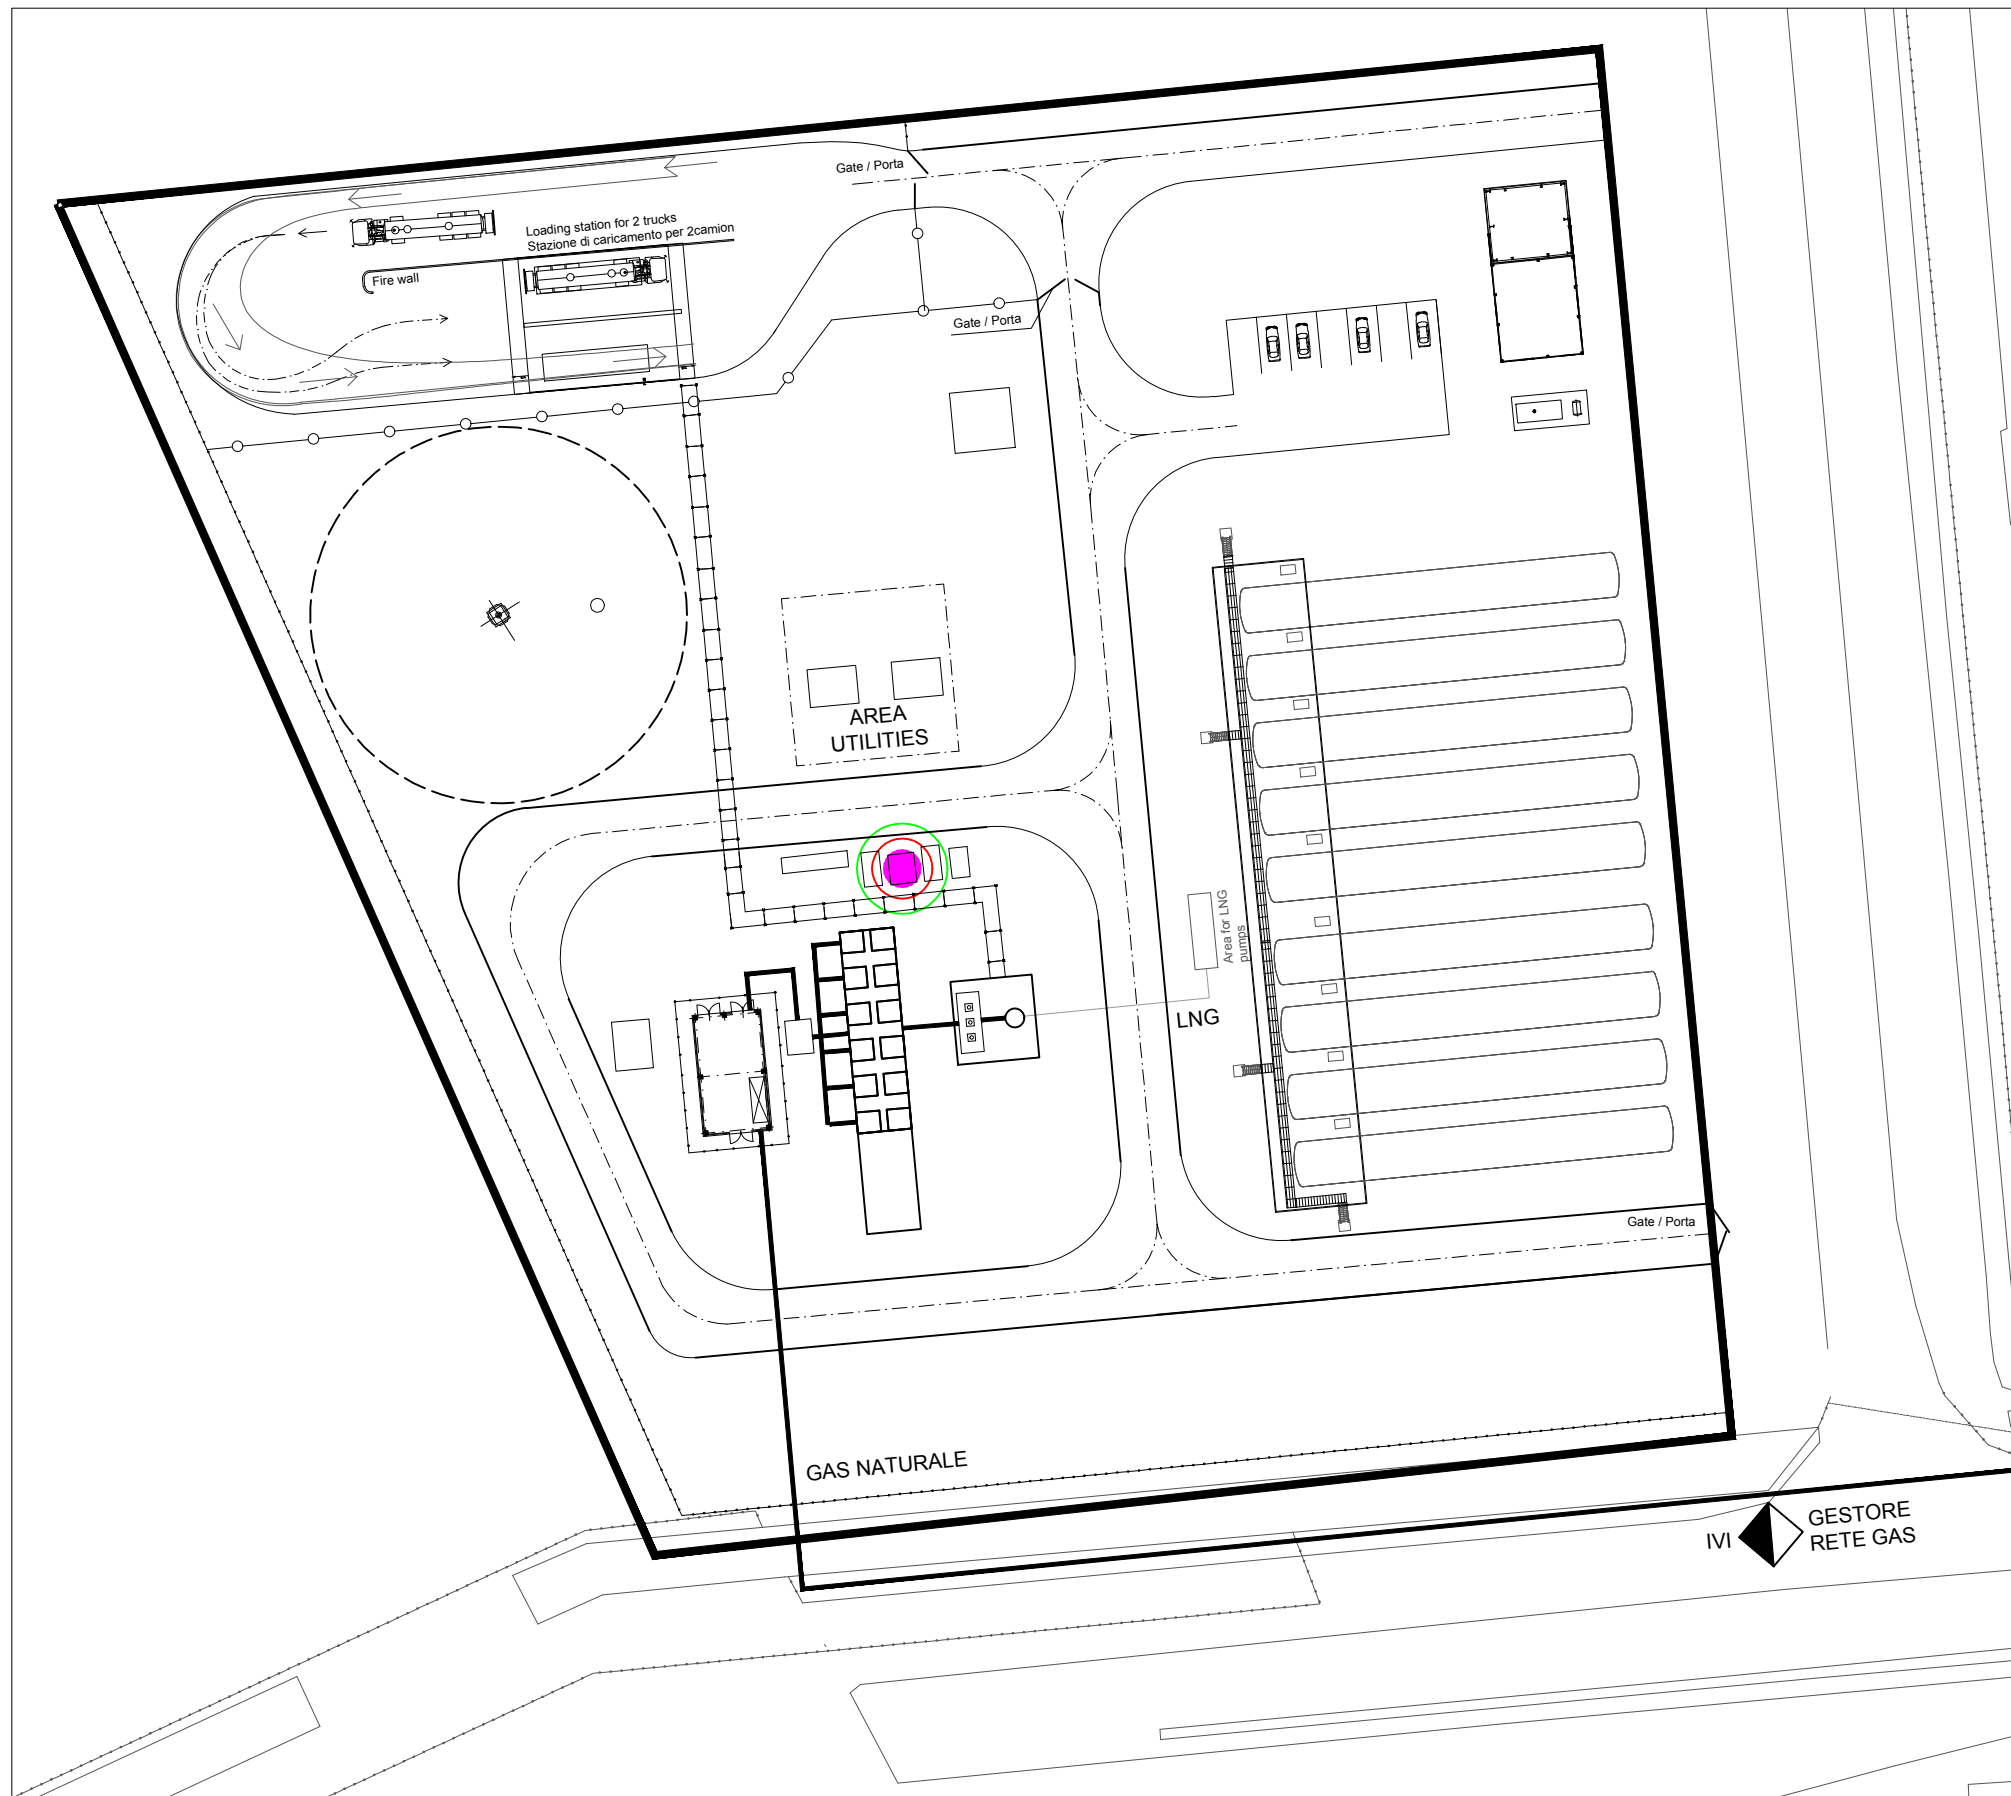 Gate / Porta
Loading station for 2 trucks
Stazione di caricamento per 2camion
Fire wall
Gate / Porta
AREA
UTILITIES
Area for LNG
pumps
LNG
Gate / Porta
GAS NATURALE
IVI
GESTORE
RETE GAS